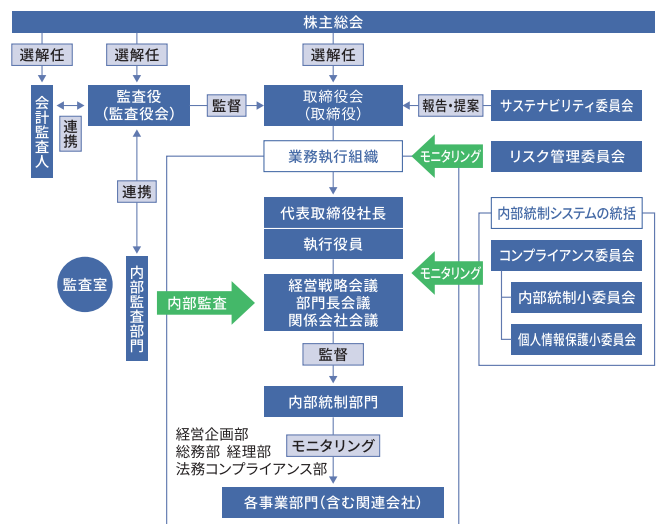 株主総会
選解任
選解任
選解任
会計監査人
連携
監査役
(監査役会)
監督
取締役会
(取締役)
報告・提案
サステナビリティ委員会
業務執行組織
モニタリング
リスク管理委員会
連携
代表取締役社長
執行役員
内部統制システムの統括
コンプライアンス委員会
内部統制小委員会
個人情報保護小委員会
モニタリング
監査室
内部監査部門
内部監査
経営戦略会議
部門長会議
関係会社会議
監督
内部統制部門
経営企画部
総務部 経理部
法務コンプライアンス部
モニタリング
各事業部門(含む関連会社)